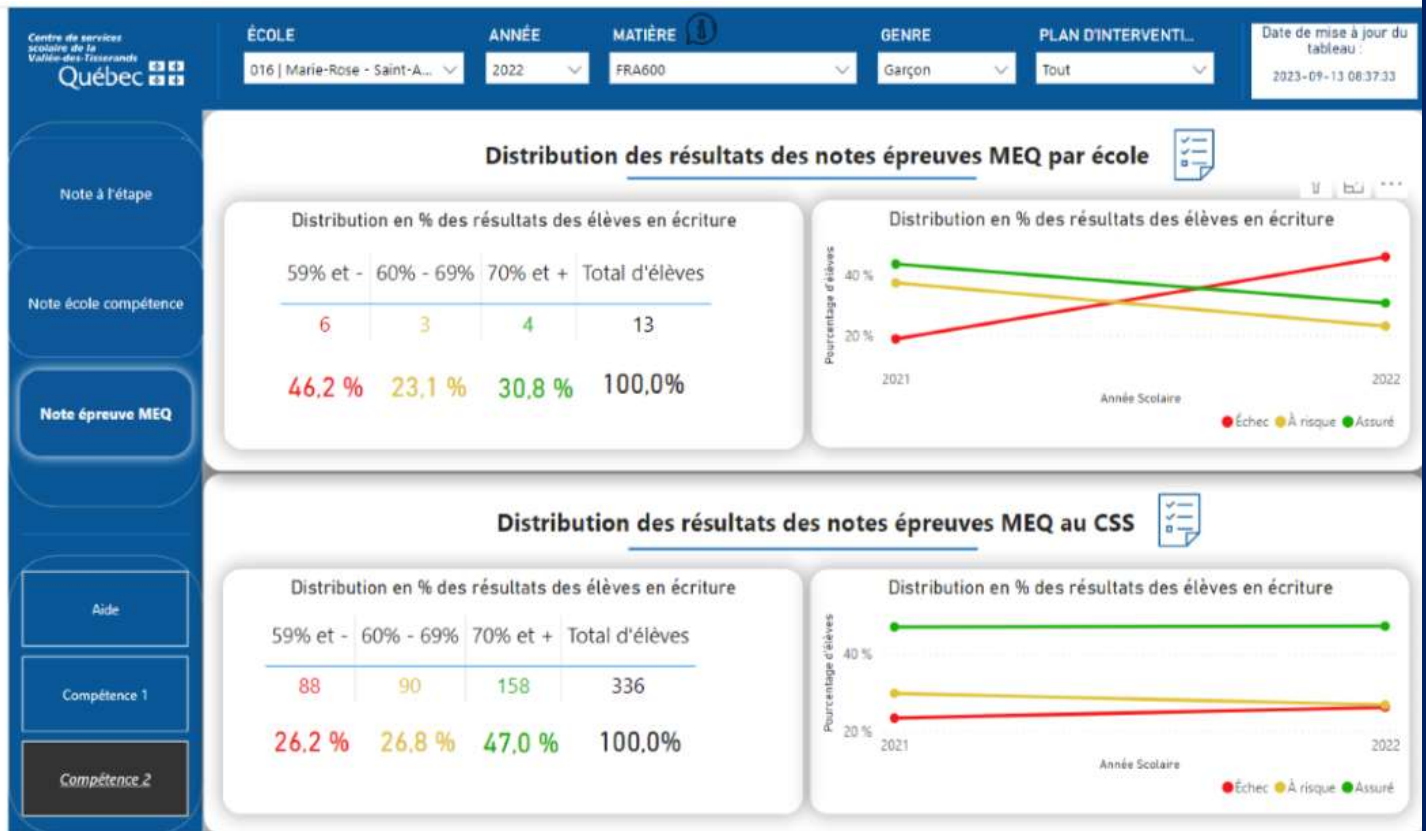 Centre de services
scolaire de la
Vallée-des-Tisserands
Québec
ÉCOLE ANNÉE MATIÈRE GENRE PLAN D'INTERVENTI...
016 | Marie-Rose - Saint-A... 2022 FRA600 Garçon Tout
Date de mise à jour du
tableau :
2023-09-13 08:37:33
Note à l'étape
Note école compétence
Note épreuve MEQ
Aide
Compétence 1
Compétence 2
Distribution des résultats des notes épreuves MEQ par école
Distribution en % des résultats des élèves en écriture
59% et - 60% - 69% 70% et + Total d'élèves
6 3 4 13
46,2 % 23,1 % 30,8 % 100,0%
Distribution en % des résultats des élèves en écriture
Pourcentage d'élèves
40 %
20 %
2021 2022
Année Scolaire
Échec À risque Assuré
Distribution des résultats des notes épreuves MEQ au CSS
Distribution en % des résultats des élèves en écriture
59% et - 60% - 69% 70% et + Total d'élèves
88 90 158 336
26,2 % 26,8 % 47,0 % 100,0%
Distribution en % des résultats des élèves en écriture
Pourcentage d'élèves
40 %
20 %
2021 2022
Année Scolaire
Échec À risque Assuré